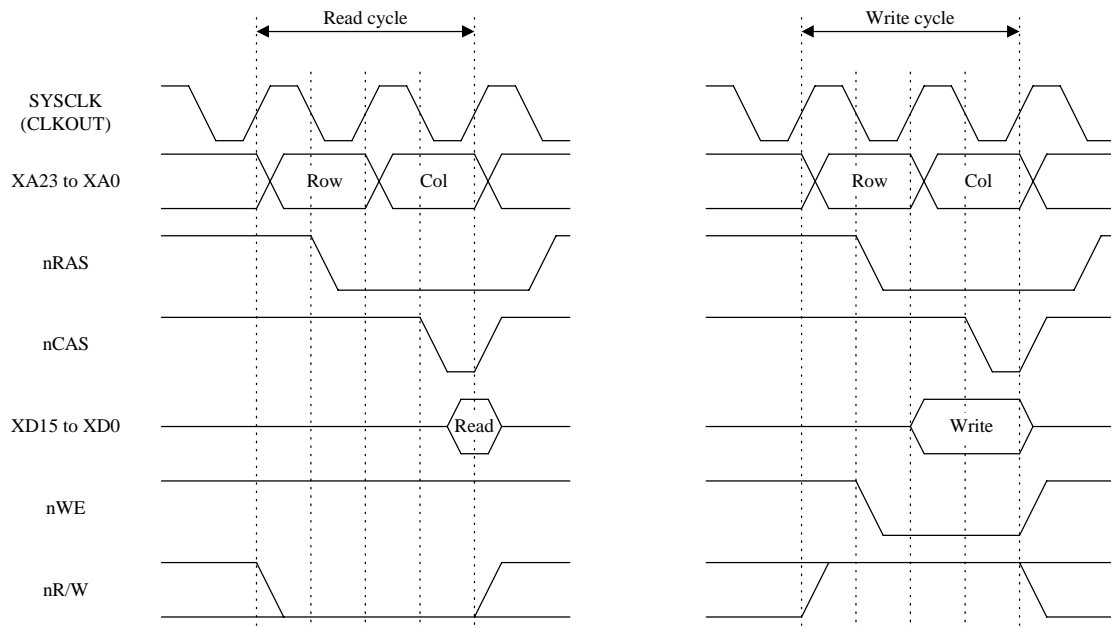 Read cycle
Write cycle
SYSCLK
(CLKOUT)
XA23 to XA0
Row
Col
Row
Col
nRAS
nCAS
XD15 to XD0
Read
Write
nWE
nR/W